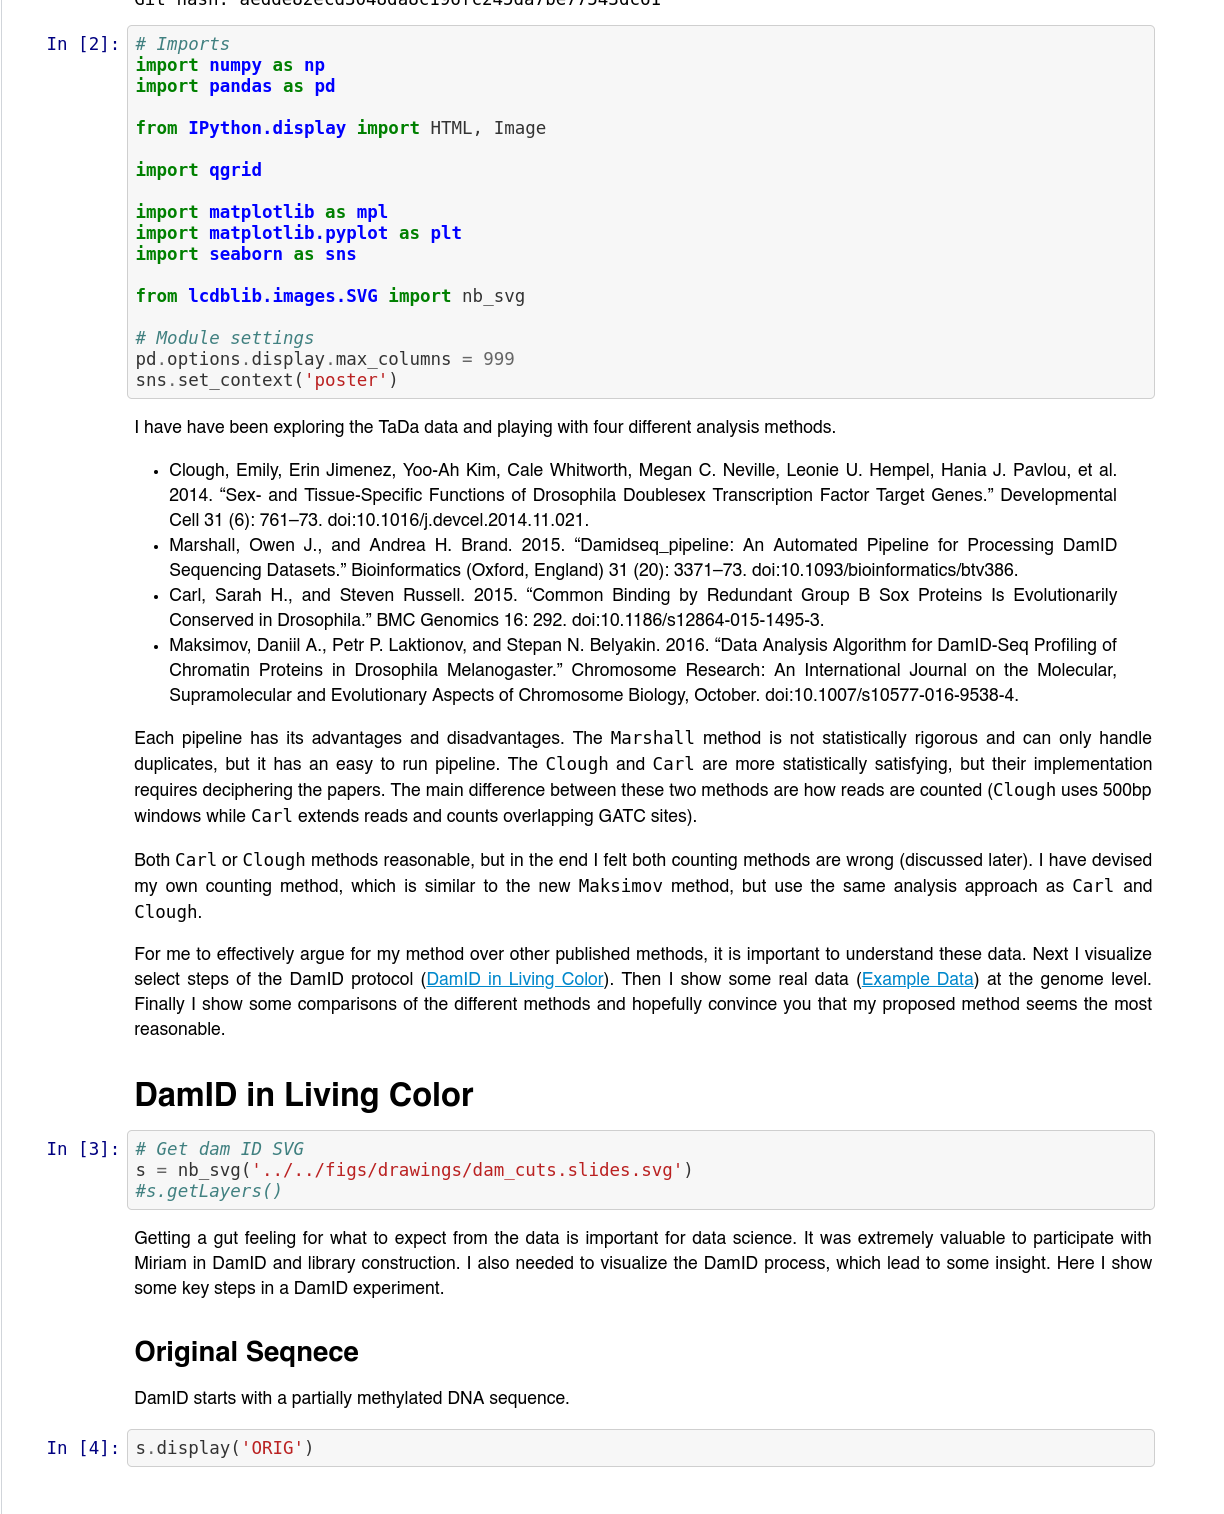 In [2]:
# Imports
import numpy as np
import pandas as pd
from IPython.display import HTML, Image
import qgrid
import matplotlib as mpl
import matplotlib.pyplot as plt
import seaborn as sns
from lcdblib.images.SVG import nb_svg
# Module settings
pd.options.display.max_columns = 999
sns.set_context('poster')
I have have been exploring the TaDa data and playing with four different analysis methods.
• Clough, Emily, Erin Jimenez, Yoo-Ah Kim, Cale Whitworth, Megan C. Neville, Leonie U. Hempel, Hania J. Pavlou, et al.
2014. “Sex- and Tissue-Specific Functions of Drosophila Doublesex Transcription Factor Target Genes.” Developmental
Cell 31 (6): 761–73. doi:10.1016/j.devcel.2014.11.021.
• Marshall, Owen J., and Andrea H. Brand. 2015. “Damidseq_pipeline: An Automated Pipeline for Processing DamID
Sequencing Datasets.” Bioinformatics (Oxford, England) 31 (20): 3371–73. doi:10.1093/bioinformatics/btv386.
• Carl, Sarah H., and Steven Russell. 2015. “Common Binding by Redundant Group B Sox Proteins Is Evolutionarily
Conserved in Drosophila.” BMC Genomics 16: 292. doi:10.1186/s12864-015-1495-3.
• Maksimov, Daniil A., Petr P. Laktionov, and Stepan N. Belyakin. 2016. “Data Analysis Algorithm for DamID-Seq Profiling of
Chromatin Proteins in Drosophila Melanogaster.” Chromosome Research: An International Journal on the Molecular,
Supramolecular and Evolutionary Aspects of Chromosome Biology, October. doi:10.1007/s10577-016-9538-4.
Each pipeline has its advantages and disadvantages. The Marshall method is not statistically rigorous and can only handle
duplicates, but it has an easy to run pipeline. The Clough and Carl are more statistically satisfying, but their implementation
requires deciphering the papers. The main difference between these two methods are how reads are counted (Clough uses 500bp
windows while Carl extends reads and counts overlapping GATC sites).
Both Carl or Clough methods reasonable, but in the end I felt both counting methods are wrong (discussed later). I have devised
my own counting method, which is similar to the new Maksimov method, but use the same analysis approach as Carl and
Clough.
For me to effectively argue for my method over other published methods, it is important to understand these data. Next I visualize
select steps of the DamID protocol (DamID in Living Color). Then I show some real data (Example Data) at the genome level.
Finally I show some comparisons of the different methods and hopefully convince you that my proposed method seems the most
reasonable.
DamID in Living Color
In [3]:
# Get dam ID SVG
s = nb_svg('../../figs/drawings/dam_cuts.slides.svg')
#s.getLayers()
Getting a gut feeling for what to expect from the data is important for data science. It was extremely valuable to participate with
Miriam in DamID and library construction. I also needed to visualize the DamID process, which lead to some insight. Here I show
some key steps in a DamID experiment.
Original Seqnece
DamID starts with a partially methylated DNA sequence.
In [4]:
s.display('ORIG')